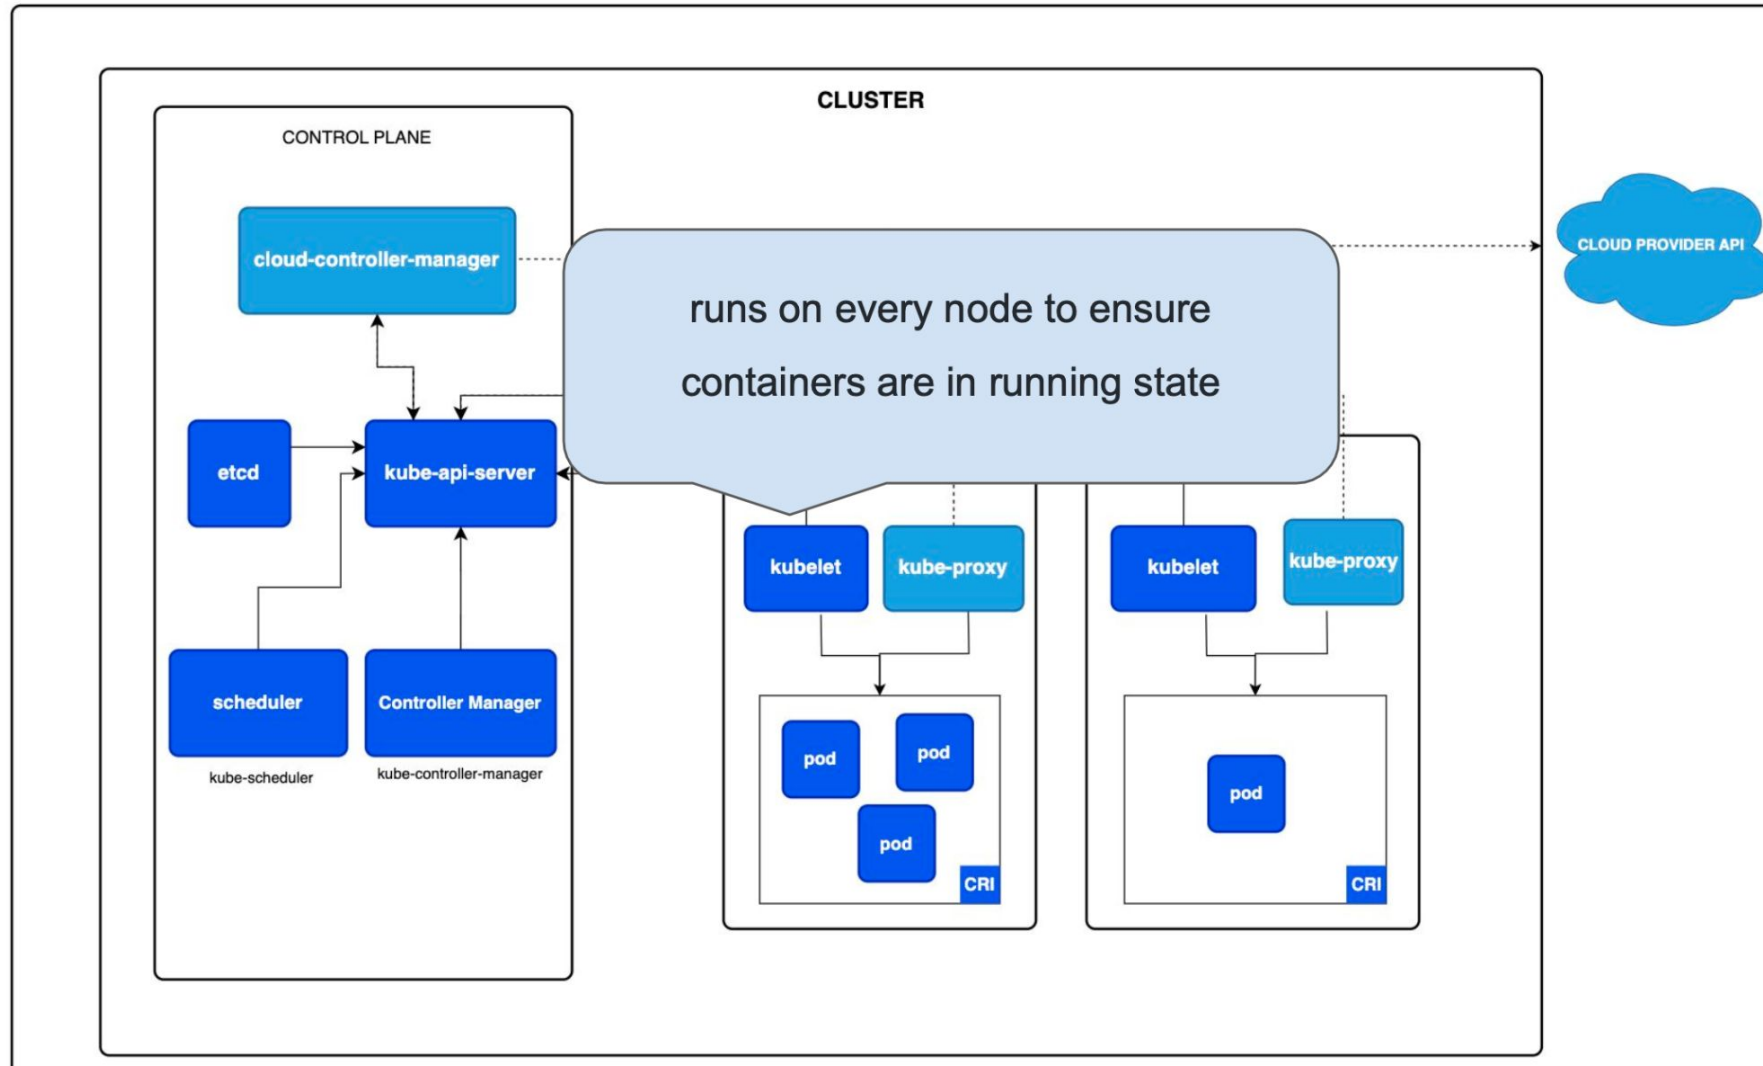 CLUSTER
CONTROL PLANE
cloud-controller-manager
CLOUD PROVIDER API
runs on every node to ensure
containers are in running state
etcd
kube-api-server
kubelet
kube-proxy
kubelet
kube-proxy
scheduler
Controller Manager
kube-scheduler
kube-controller-manager
pod
pod
pod
CRI
pod
CRI